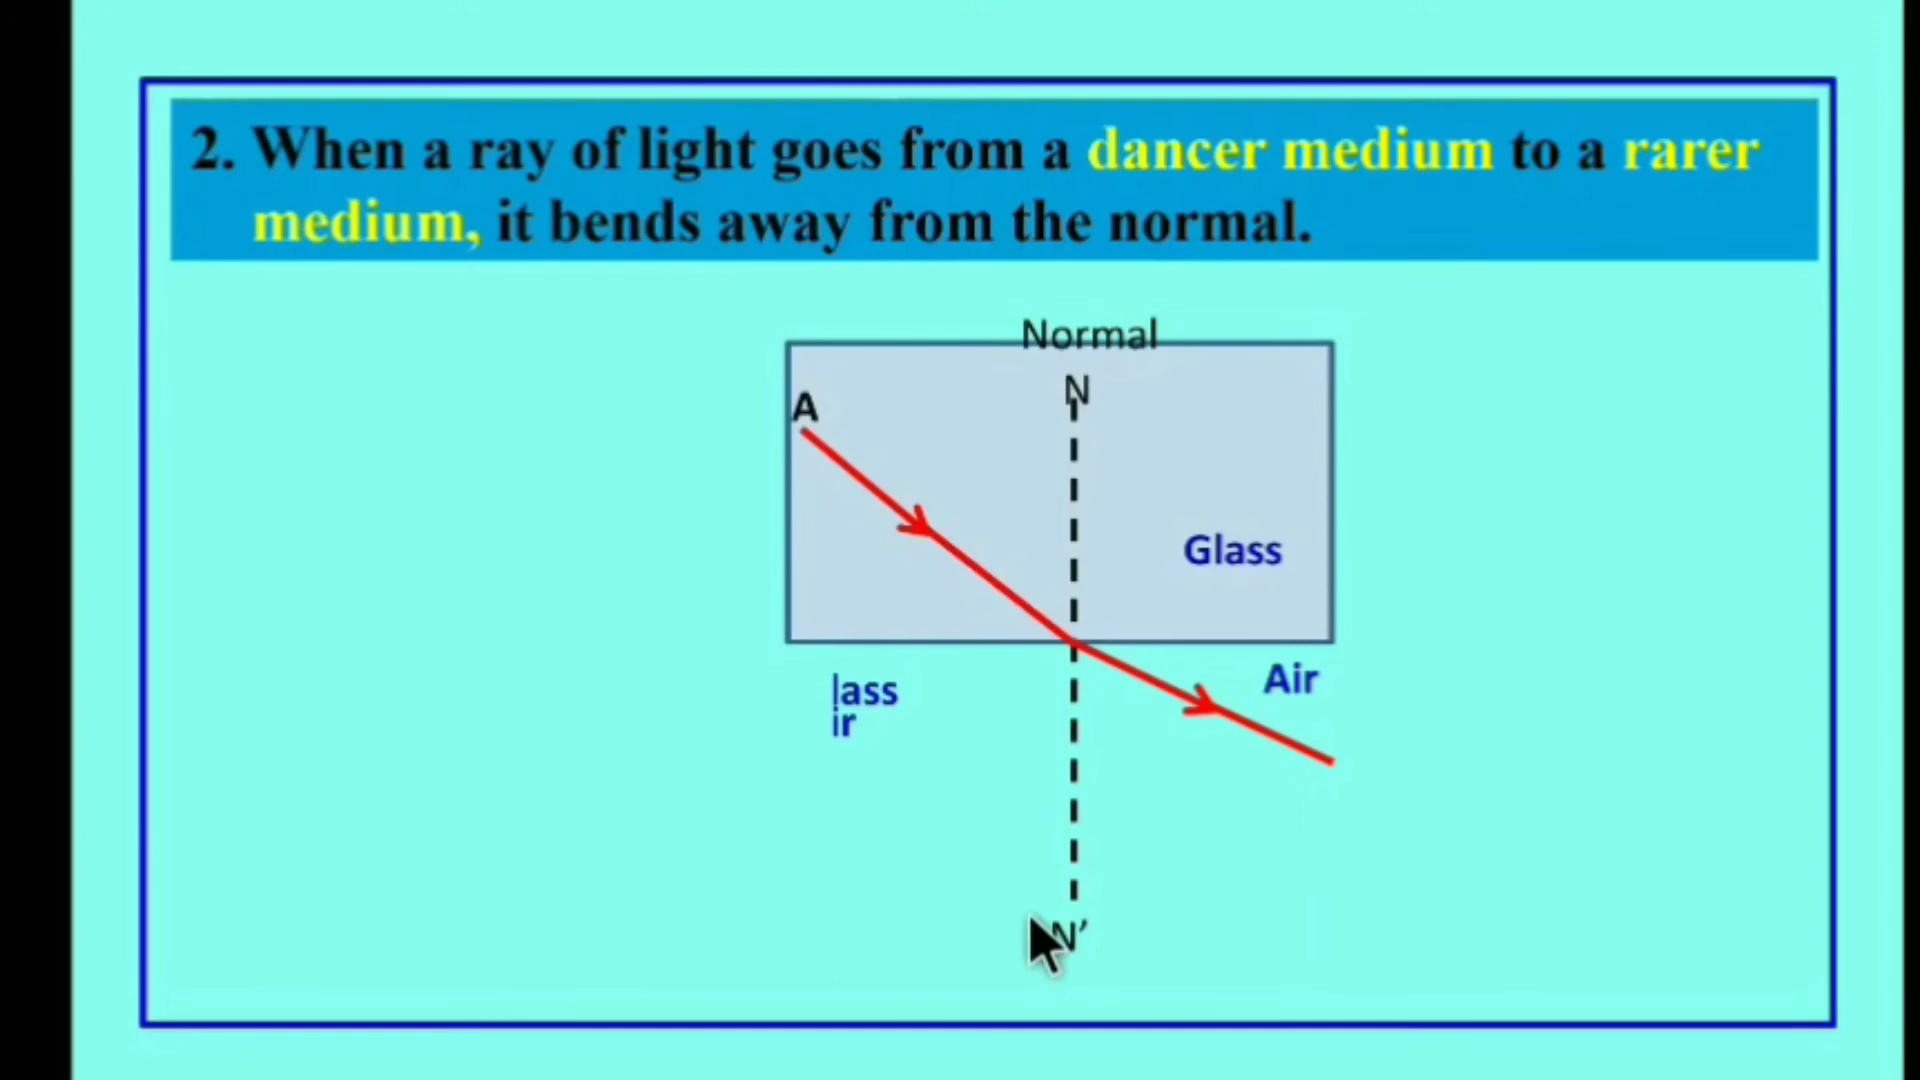 2. When a ray of light goes from a dancer medium to a rarer
medium, it bends away from the normal.
Normal
N
A
Glass
Air
lass
ir
N’